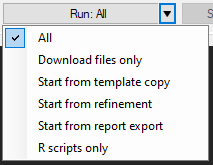 Run: All
All
Download files only
Start from template copy
Start from refinement
Start from report export
R scripts only